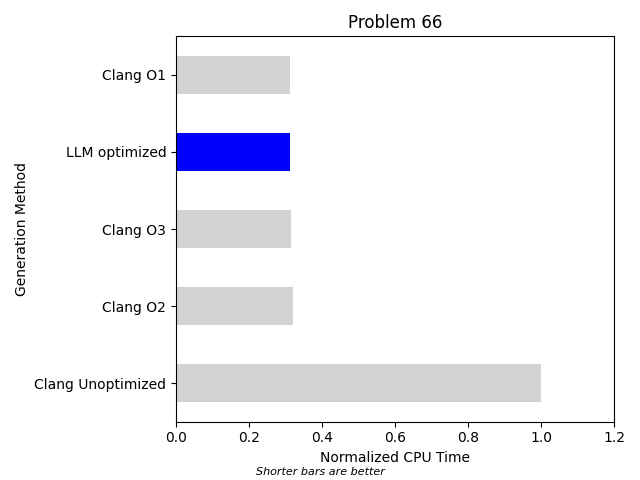 Problem 66
Clang O1
LLM optimized
Clang O3
Clang O2
Clang Unoptimized
Generation Method
0.0 0.2 0.4 0.6 0.8 1.0 1.2
Normalized CPU Time
Shorter bars are better